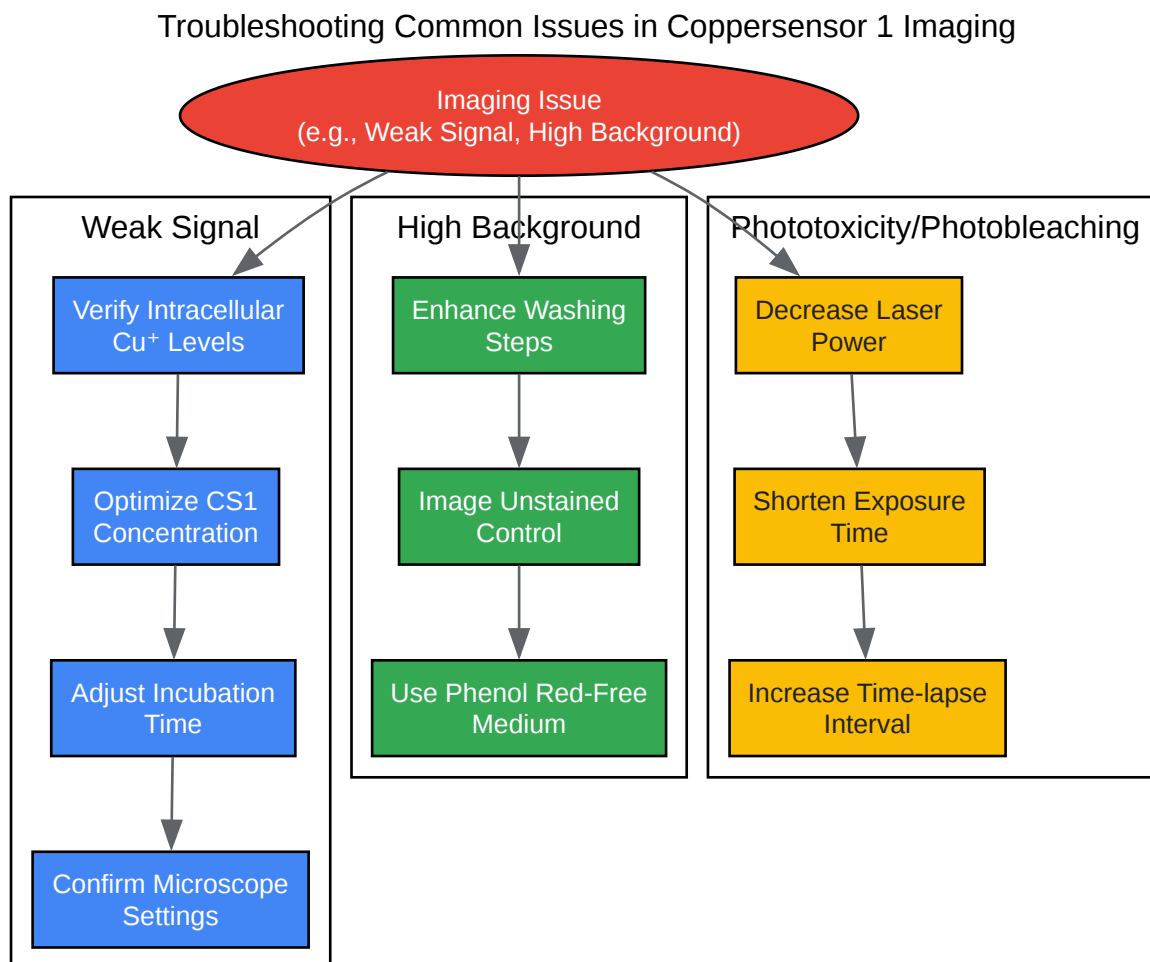 Troubleshooting Common Issues in Coppersensor 1 Imaging
Imaging Issue
(e.g., Weak Signal, High Background)
Weak Signal
Verify Intracellular
Cu⁺ Levels
Optimize CS1
Concentration
Adjust Incubation
Time
Confirm Microscope
Settings
High Background
Enhance Washing
Steps
Image Unstained
Control
Use Phenol Red-Free
Medium
Phototoxicity/Photobleaching
Decrease Laser
Power
Shorten Exposure
Time
Increase Time-lapse
Interval